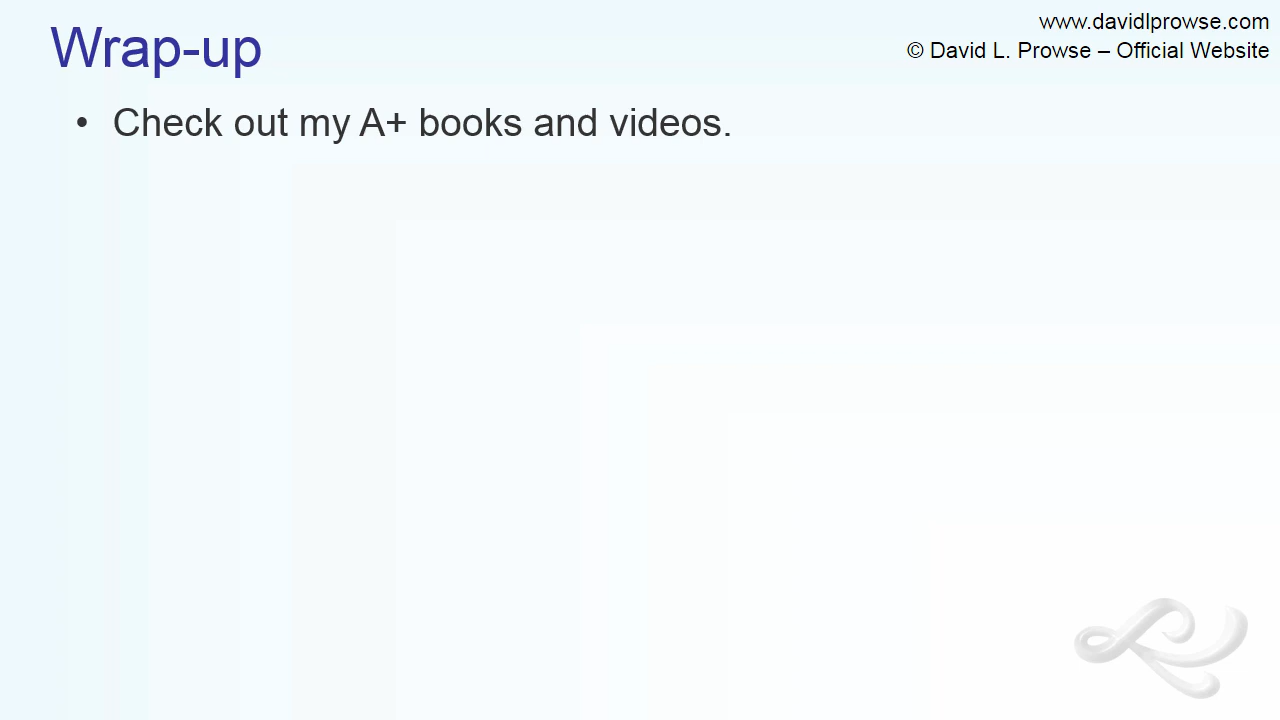 Wrap-up
www.davidlprowse.com
© David L. Prowse – Official Website
• Check out my A+ books and videos.